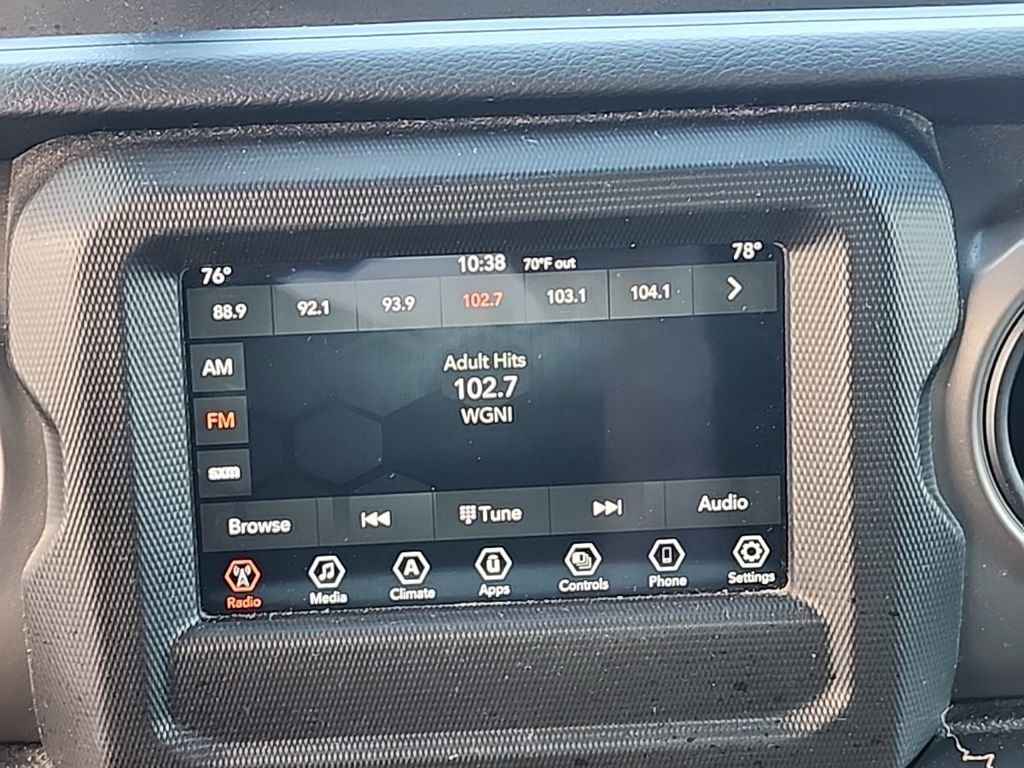 76° 10:38 70°F out 78°
88.9 92.1 93.9 102.7 103.1 104.1
AM
FM
sxm
Adult Hits
102.7
WGNI
Browse Tune Audio
A
Radio Media Climate Apps Controls Phone Settings